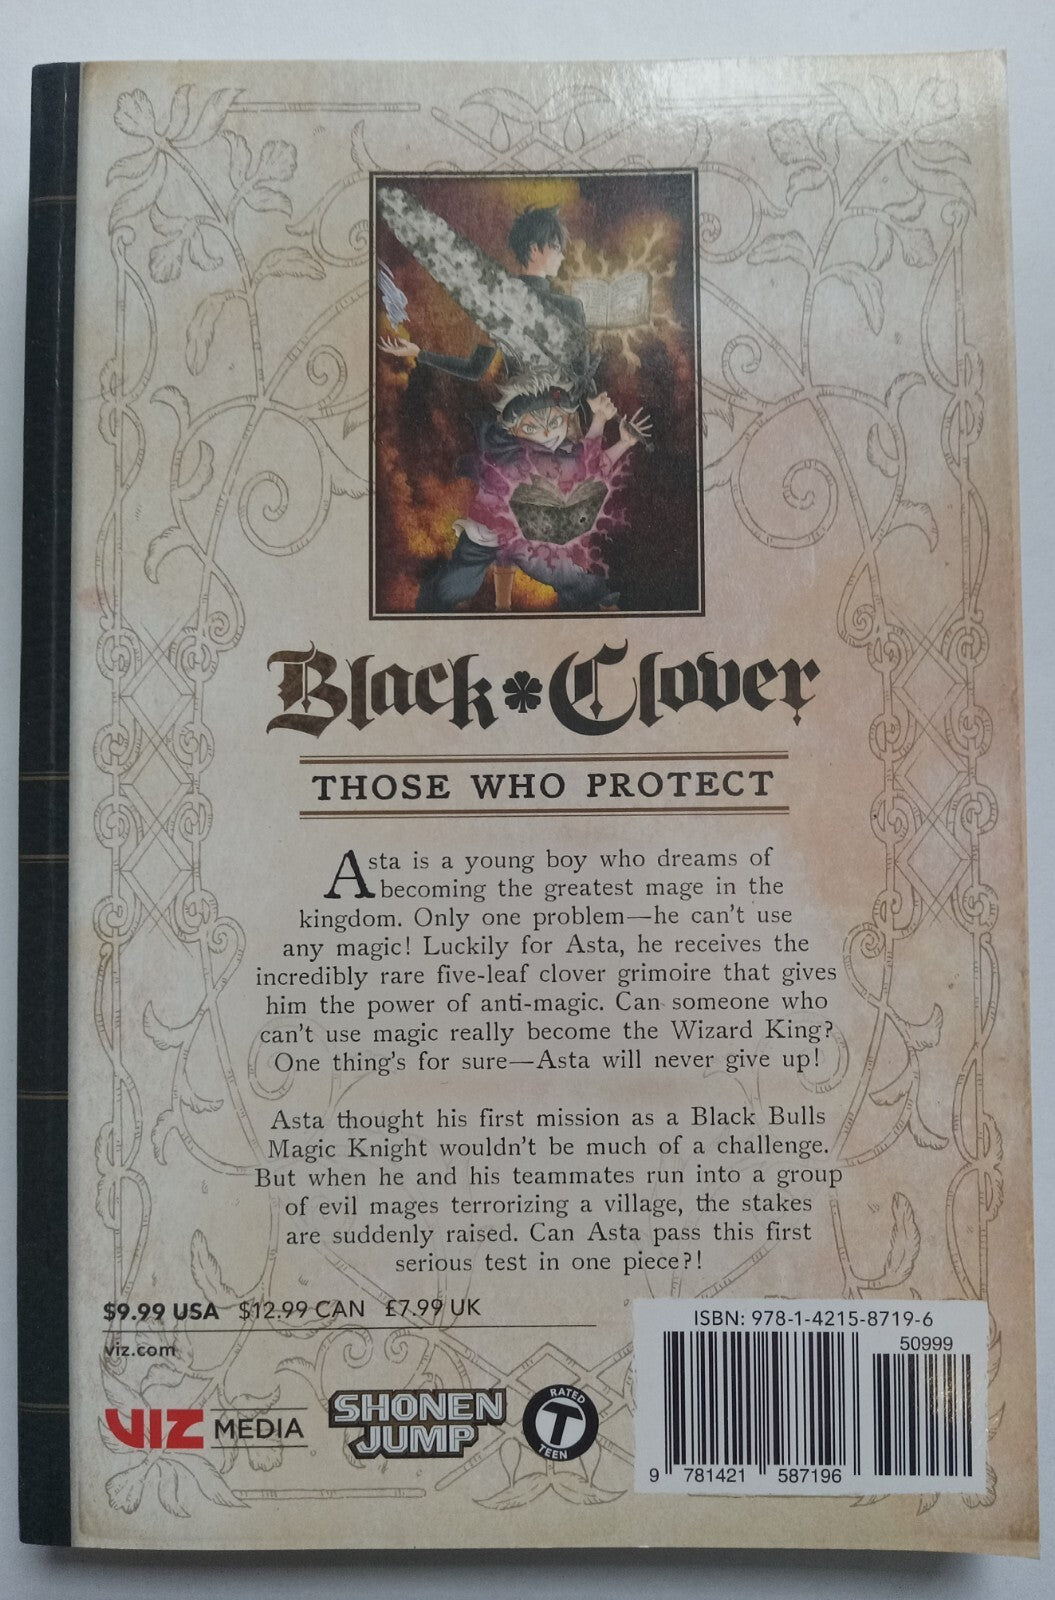 Black Clover
THOSE WHO PROTECT
Asta is a young boy who dreams of
becoming the greatest mage in the
kingdom. Only one problem—he can't use
any magic! Luckily for Asta, he receives the
incredibly rare five-leaf clover grimoire that gives
him the power of anti-magic. Can someone who
can't use magic really become the Wizard King?
One thing's for sure—Asta will never give up!
Asta thought his first mission as a Black Bulls
Magic Knight wouldn't be much of a challenge.
But when he and his teammates run into a group
of evil mages terrorizing a village, the stakes
are suddenly raised. Can Asta pass this first
serious test in one piece?!
$9.99 USA $12.99 CAN £7.99 UK
viz.com
VIZ MEDIA
SHONEN
JUMP
RATED
T
TEEN
ISBN: 978-1-4215-8719-6
50999
9 781421 587196